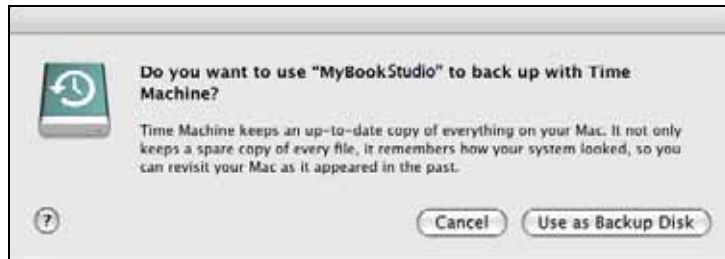 Do you want to use "MyBookStudio" to back up with Time
Machine?
Time Machine keeps an up-to-date copy of everything on your Mac. It not only
keeps a spare copy of every file, it remembers how your system looked, so you
can revisit your Mac as it appeared in the past.
?
Cancel
Use as Backup Disk